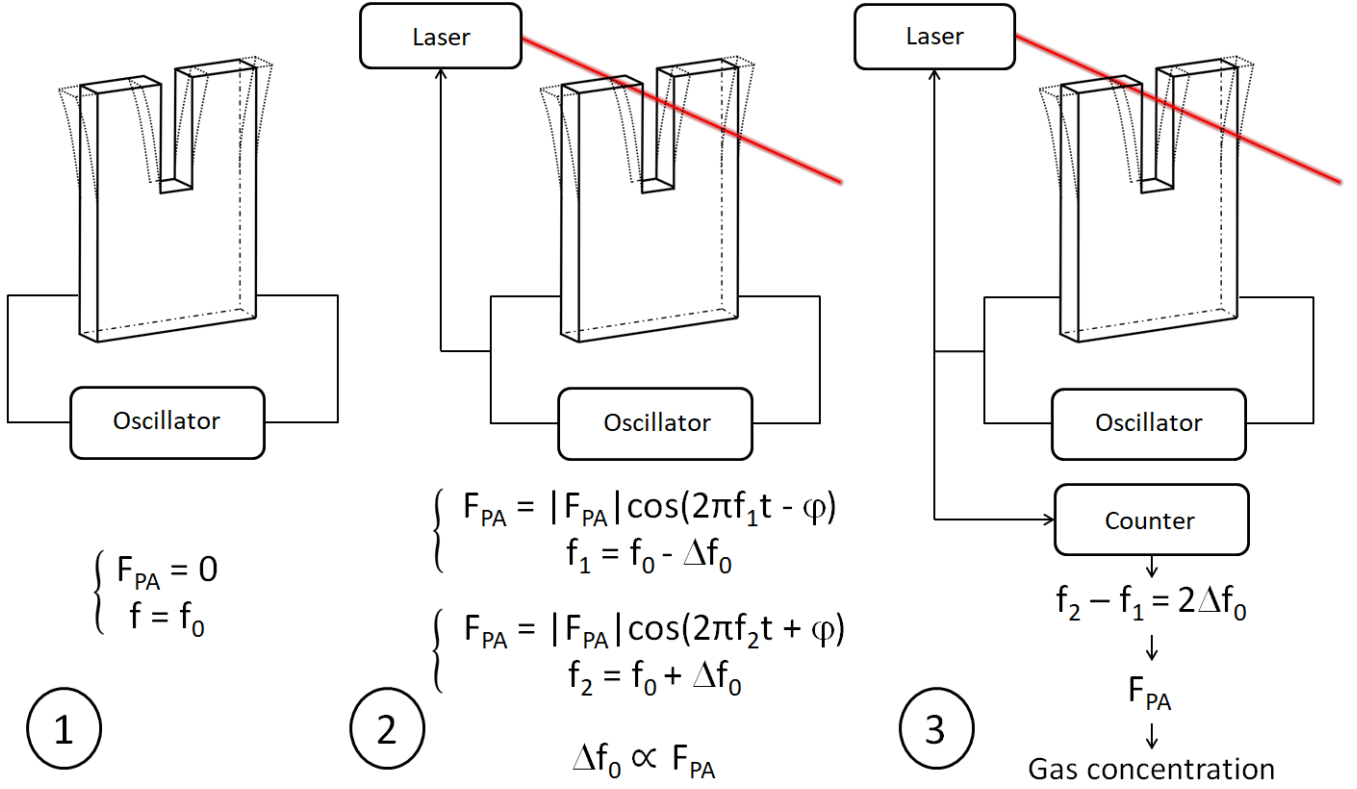 Oscillator
{ F_PA = 0
f = f_0
1
Laser
Oscillator
{ F_PA = |F_PA|cos(2πf_1t - φ)
f_1 = f_0 - Δf_0
{ F_PA = |F_PA|cos(2πf_2t + φ)
f_2 = f_0 + Δf_0
2
Δf_0 ∝ F_PA
Laser
Oscillator
Counter
f_2 – f_1 = 2Δf_0
F_PA
3
Gas concentration